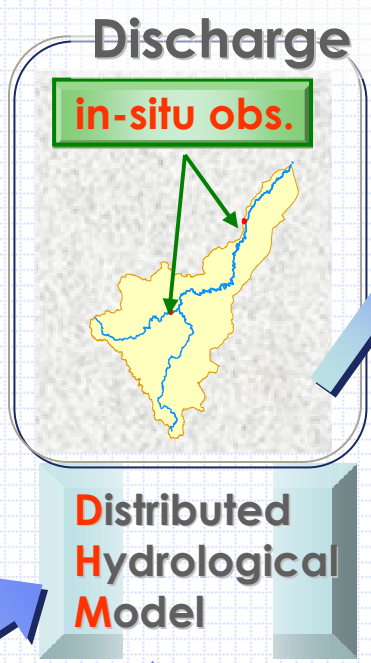 Discharge
in-situ obs.
Distributed
Hydrological
Model